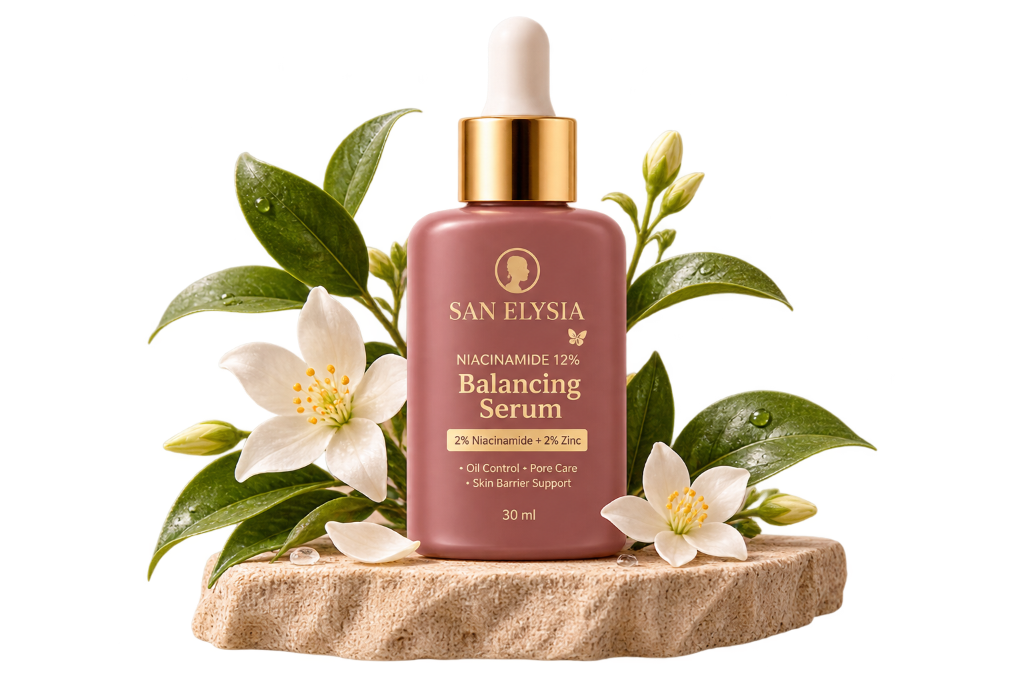 SAN ELYSIA
NIACINAMIDE 12%
Balancing
Serum
2% Niacinamide + 2% Zinc
• Oil Control • Pore Care
• Skin Barrier Support
30 ml